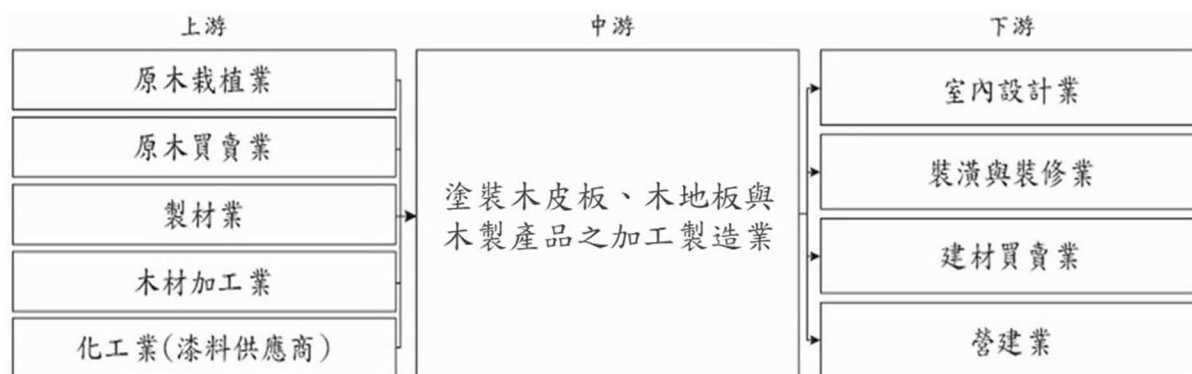 上游
原木栽植業
原木買賣業
製材業
木材加工業
化工業(漆料供應商)
中游
塗裝木皮板、木地板與
木製產品之加工製造業
下游
室內設計業
裝潢與裝修業
建材買賣業
營建業